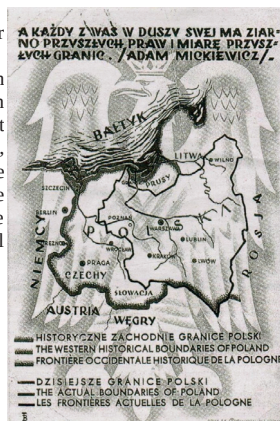 A KAŻDY Z WAS W DUSZY SWEJ MA ZIAR-
NO PRZYSZŁYCH PRAW I MIARĘ PRZYSZ-
ŁYCH GRANIC. /ADAM MICKIEWICZ/-
BAŁTYK
LITWA
WILNO
PRUSY
SZCZECIN
BERLIN
POZNAŃ
WARSZAWA
NIEMCY
P O S K
ROSJA
WROCŁAW
LUBLIN
PRAGA
KRAKÓW
LWÓW
CZECHY
SŁOWACJA
AUSTRIA
WĘGRY
HISTORYCZNE ZACHODNIE GRANICE POLSKI
THE WESTERN HISTORICAL BOUNDARIES OF POLAND
FRONTIÈRE OCCIDENTALE HISTORIQUE DE LA POLOGNE
DZISIEJSZE GRANICE POLSKI
THE ACTUAL BOUNDARIES OF POLAND
LES FRONTIÈRES ACTUELLES DE LA POLOGNE